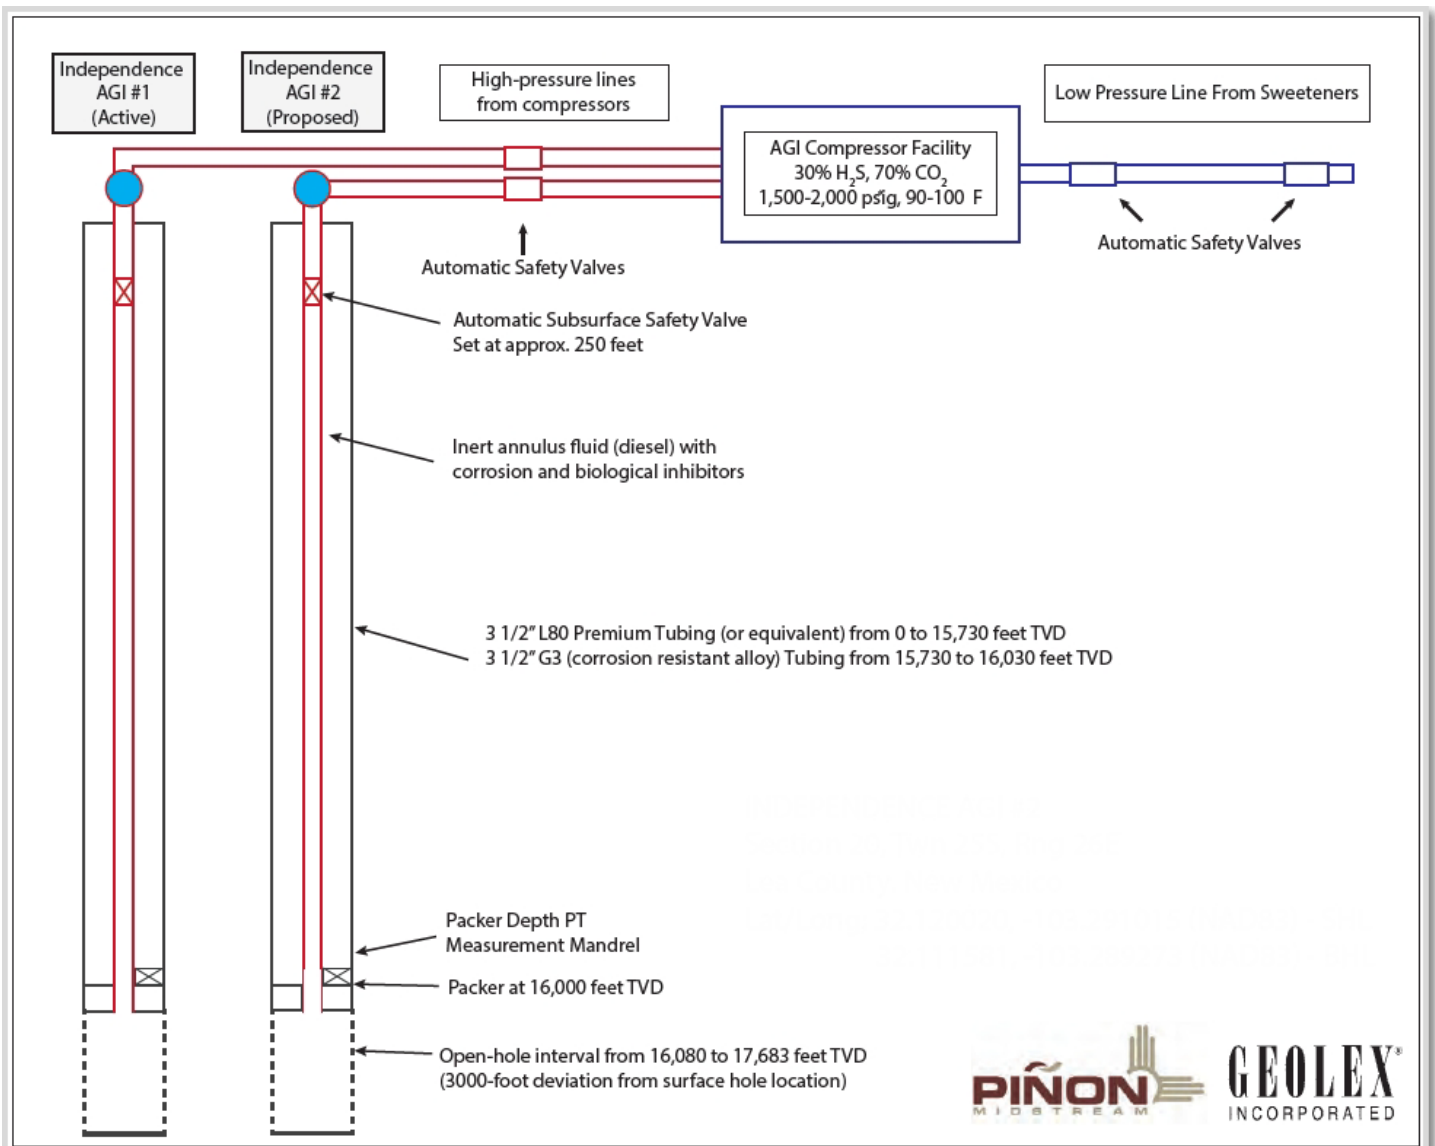 Independence
AGI #1
(Active)
Independence
AGI #2
(Proposed)
High-pressure lines
from compressors
Low Pressure Line From Sweeteners
AGI Compressor Facility
30% H₂S, 70% CO₂
1,500-2,000 psig, 90-100 F
Automatic Safety Valves
Automatic Safety Valves
Automatic Subsurface Safety Valve
Set at approx. 250 feet
Inert annulus fluid (diesel) with
corrosion and biological inhibitors
3 1/2” L80 Premium Tubing (or equivalent) from 0 to 15,730 feet TVD
3 1/2” G3 (corrosion resistant alloy) Tubing from 15,730 to 16,030 feet TVD
Packer Depth PT
Measurement Mandrel
Packer at 16,000 feet TVD
Open-hole interval from 16,080 to 17,683 feet TVD
(3000-foot deviation from surface hole location)
PIÑON
MIDSTREAM
GEOLEX®
INCORPORATED